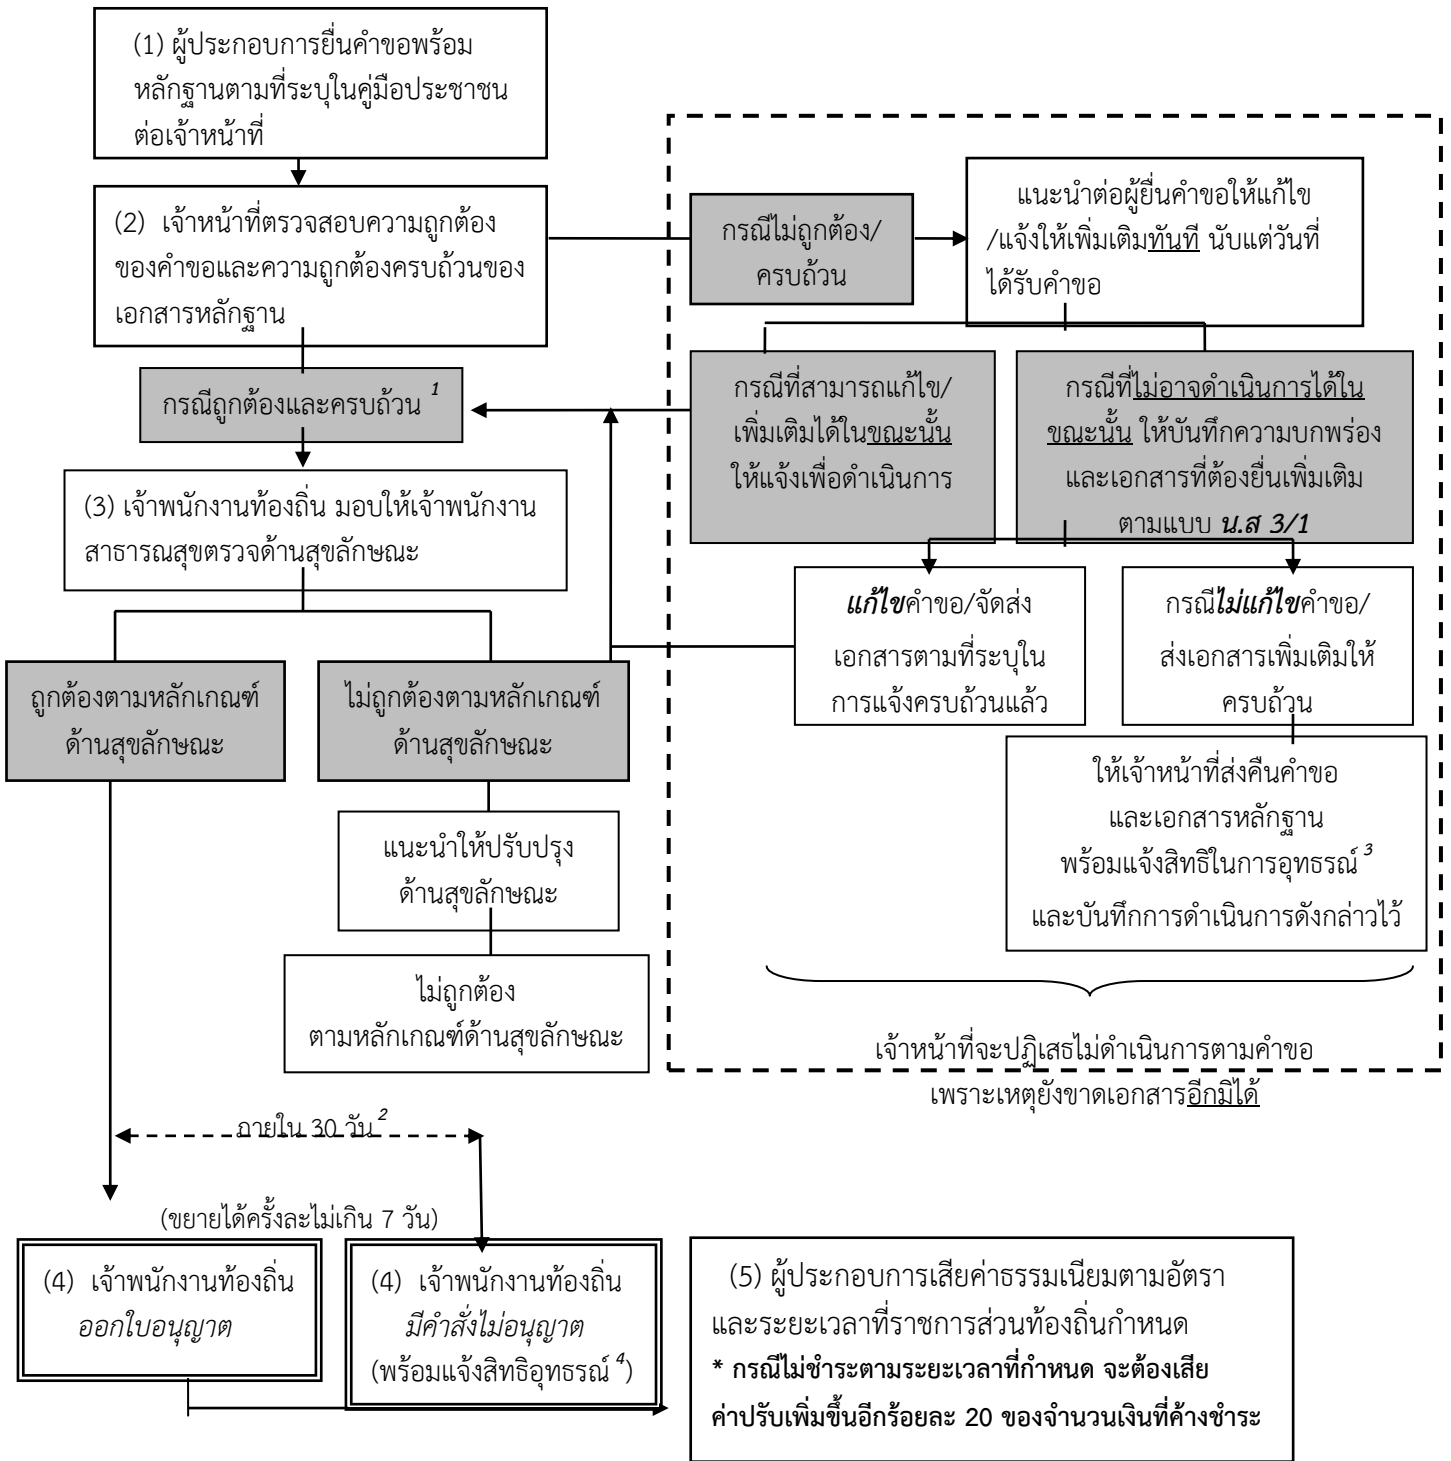 (1) ผู้ประกอบการยื่นคำขอพร้อม
หลักฐานตามที่ระบุในคู่มือประชาชน
ต่อเจ้าหน้าที่
(2) เจ้าหน้าที่ตรวจสอบความถูกต้อง
ของคำขอและความถูกต้องครบถ้วนของ
เอกสารหลักฐาน
กรณีไม่ถูกต้อง/
ครบถ้วน
แนะนำต่อผู้ยื่นคำขอให้แก้ไข
/แจ้งให้เพิ่มเติมทันที นับแต่วันที่
ได้รับคำขอ
กรณีถูกต้องและครบถ้วน 1
กรณีที่สามารถแก้ไข/
เพิ่มเติมได้ในขณะนั้น
ให้แจ้งเพื่อดำเนินการ
กรณีที่ไม่อาจดำเนินการได้ใน
ขณะนั้น ให้บันทึกความบกพร่อง
และเอกสารที่ต้องยื่นเพิ่มเติม
ตามแบบ น.ส 3/1
(3) เจ้าพนักงานท้องถิ่น มอบให้เจ้าพนักงาน
สาธารณสุขตรวจด้านสุขลักษณะ
แก้ไขคำขอ/จัดส่ง
เอกสารตามที่ระบุใน
การแจ้งครบถ้วนแล้ว
กรณีไม่แก้ไขคำขอ/
ส่งเอกสารเพิ่มเติมให้
ครบถ้วน
ถูกต้องตามหลักเกณฑ์
ด้านสุขลักษณะ
ไม่ถูกต้องตามหลักเกณฑ์
ด้านสุขลักษณะ
ให้เจ้าหน้าที่ส่งคืนคำขอ
และเอกสารหลักฐาน
พร้อมแจ้งสิทธิในการอุทธรณ์ 3
และบันทึกการดำเนินการดังกล่าวไว้
แนะนำให้ปรับปรุง
ด้านสุขลักษณะ
ไม่ถูกต้อง
ตามหลักเกณฑ์ด้านสุขลักษณะ
เจ้าหน้าที่จะปฏิเสธไม่ดำเนินการตามคำขอ
เพราะเหตุยังขาดเอกสารอีกมิได้
ภายใน 30 วัน 2
(ขยายได้ครั้งละไม่เกิน 7 วัน)
(4) เจ้าพนักงานท้องถิ่น
ออกใบอนุญาต
(4) เจ้าพนักงานท้องถิ่น
มีคำสั่งไม่อนุญาต
(พร้อมแจ้งสิทธิอุทธรณ์ 4)
(5) ผู้ประกอบการเสียค่าธรรมเนียมตามอัตรา
และระยะเวลาที่ราชการส่วนท้องถิ่นกำหนด
* กรณีไม่ชำระตามระยะเวลาที่กำหนด จะต้องเสีย
ค่าปรับเพิ่มขึ้นอีกร้อยละ 20 ของจำนวนเงินที่ค้างชำระ